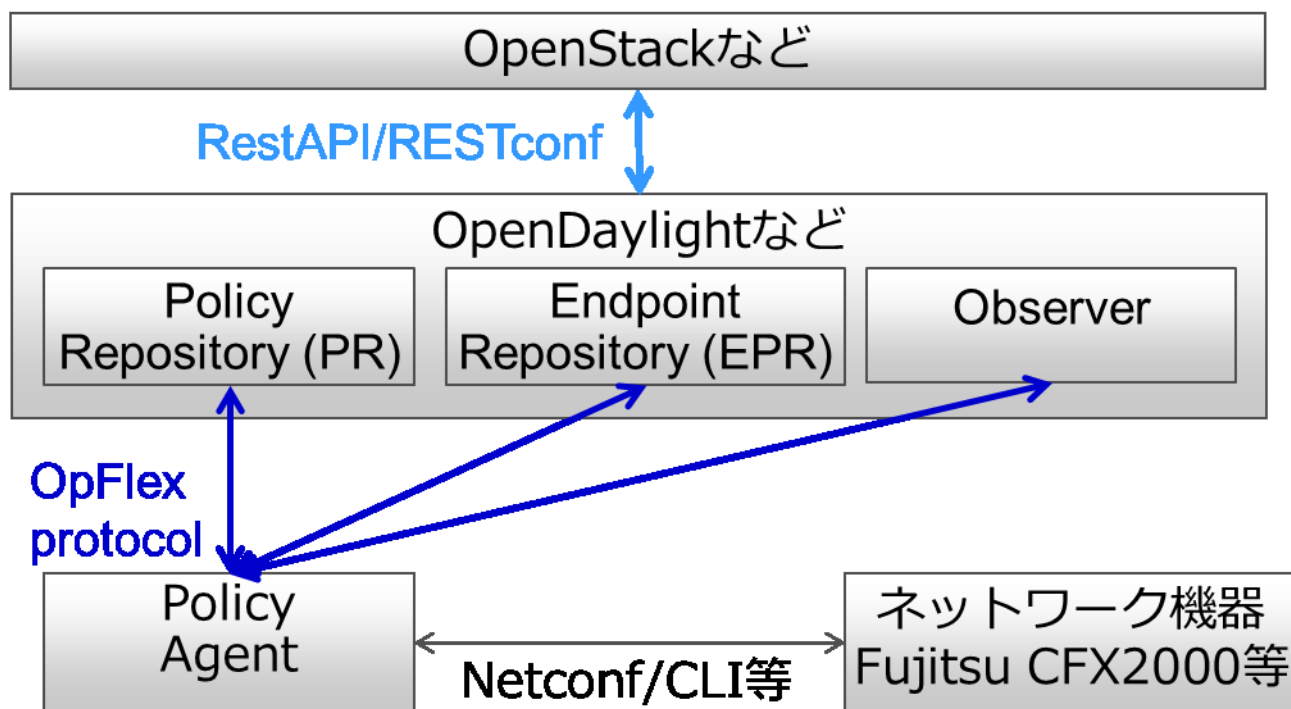 OpenStackなど
RestAPI/RESTconf
OpenDaylightなど
Policy
Repository (PR)
Endpoint
Repository (EPR)
Observer
OpFlex
protocol
Policy
Agent
Netconf/CLI等
ネットワーク機器
Fujitsu CFX2000等